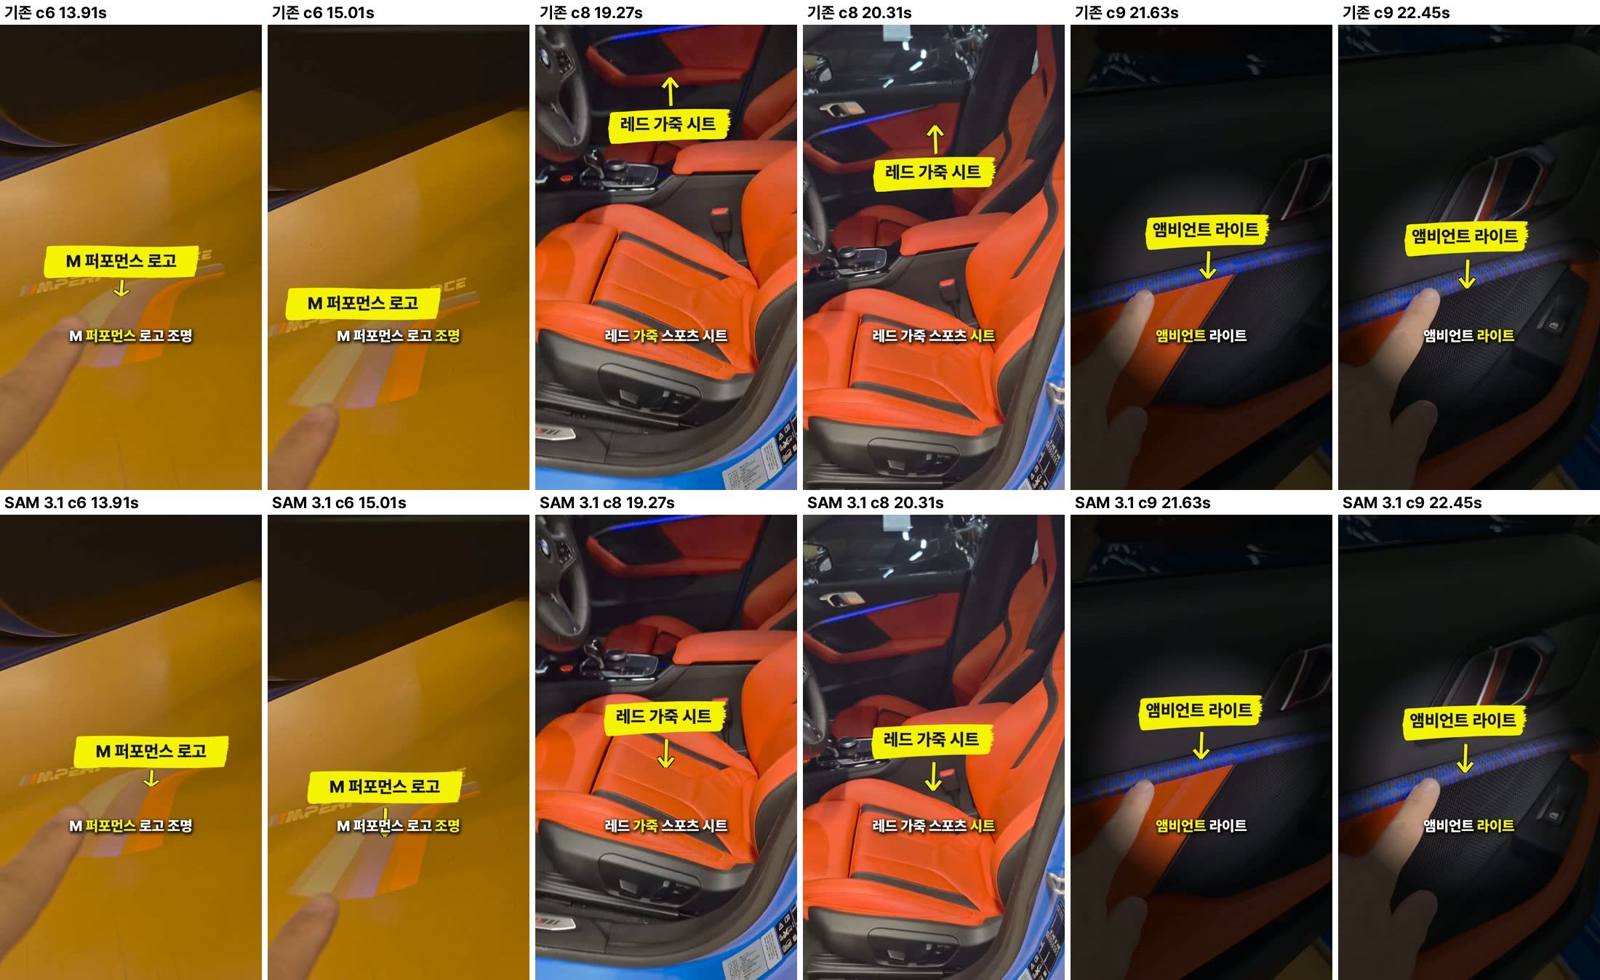 기존 c6 13.91s
기존 c6 15.01s
기존 c8 19.27s
기존 c8 20.31s
기존 c9 21.63s
기존 c9 22.45s
M 퍼포먼스 로고
M 퍼포먼스 로고 조명
M 퍼포먼스 로고
M 퍼포먼스 로고 조명
레드 가죽 시트
레드 가죽 스포츠 시트
레드 가죽 시트
레드 가죽 스포츠 시트
앰비언트 라이트
앰비언트 라이트
앰비언트 라이트
앰비언트 라이트
SAM 3.1 c6 13.91s
SAM 3.1 c6 15.01s
SAM 3.1 c8 19.27s
SAM 3.1 c8 20.31s
SAM 3.1 c9 21.63s
SAM 3.1 c9 22.45s
M 퍼포먼스 로고
M 퍼포먼스 로고 조명
M 퍼포먼스 로고
M 퍼포먼스 로고 조명
레드 가죽 시트
레드 가죽 스포츠 시트
레드 가죽 시트
레드 가죽 스포츠 시트
앰비언트 라이트
앰비언트 라이트
앰비언트 라이트
앰비언트 라이트